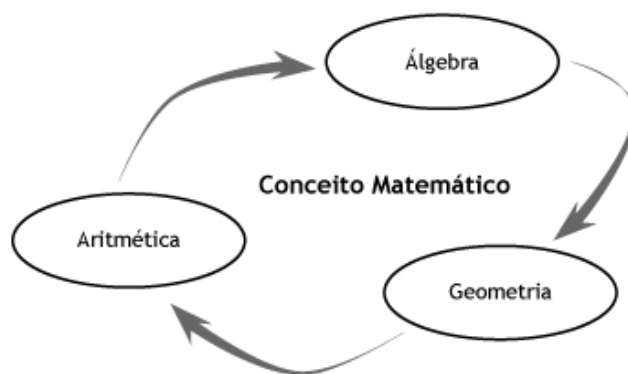 Álgebra
Conceito Matemático
Aritmética
Geometria